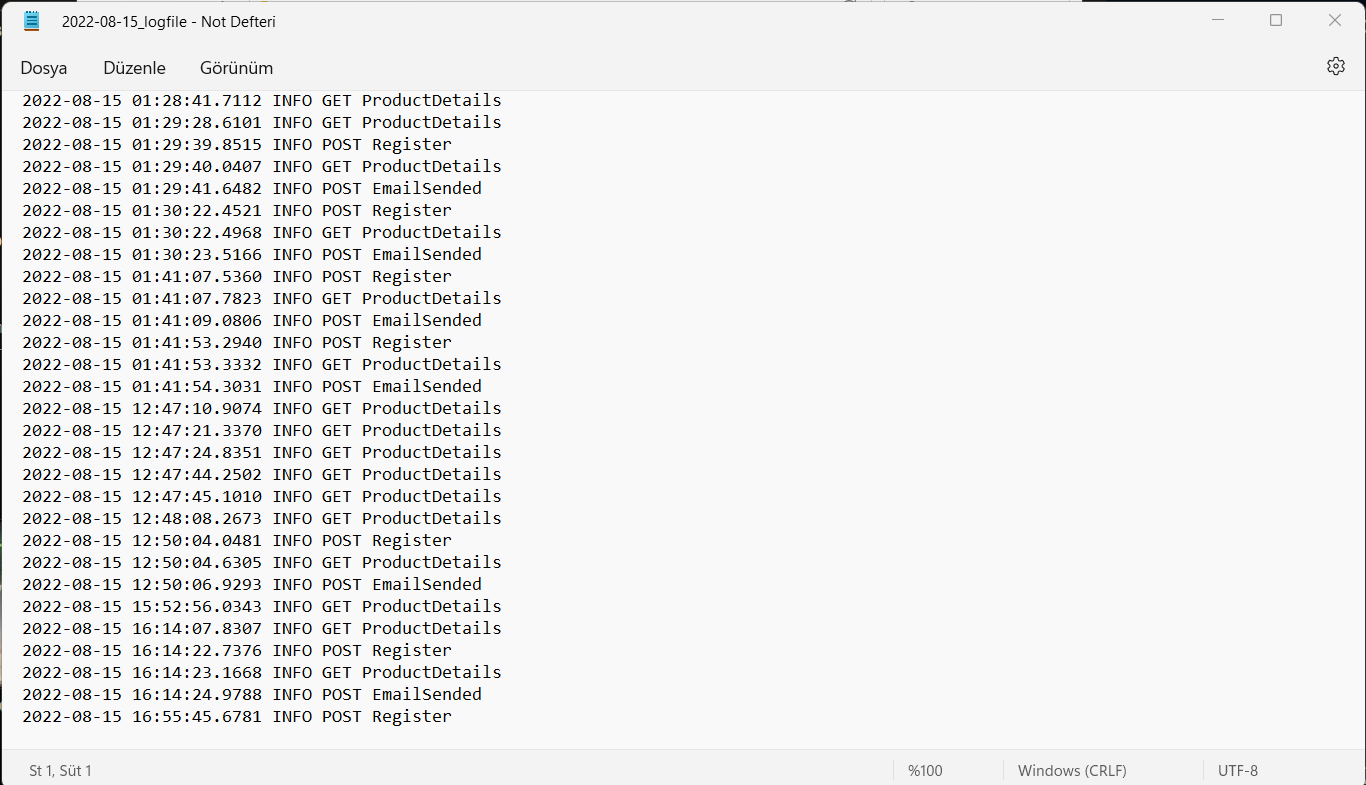 2022-08-15_logfile - Not Defteri
Dosya Düzenle Görünüm
2022-08-15 01:28:41.7112 INFO GET ProductDetails
2022-08-15 01:29:28.6101 INFO GET ProductDetails
2022-08-15 01:29:39.8515 INFO POST Register
2022-08-15 01:29:40.0407 INFO GET ProductDetails
2022-08-15 01:29:41.6482 INFO POST EmailSended
2022-08-15 01:30:22.4521 INFO POST Register
2022-08-15 01:30:22.4968 INFO GET ProductDetails
2022-08-15 01:30:23.5166 INFO POST EmailSended
2022-08-15 01:41:07.5360 INFO POST Register
2022-08-15 01:41:07.7823 INFO GET ProductDetails
2022-08-15 01:41:09.0806 INFO POST EmailSended
2022-08-15 01:41:53.2940 INFO POST Register
2022-08-15 01:41:53.3332 INFO GET ProductDetails
2022-08-15 01:41:54.3031 INFO POST EmailSended
2022-08-15 12:47:10.9074 INFO GET ProductDetails
2022-08-15 12:47:21.3370 INFO GET ProductDetails
2022-08-15 12:47:24.8351 INFO GET ProductDetails
2022-08-15 12:47:44.2502 INFO GET ProductDetails
2022-08-15 12:47:45.1010 INFO GET ProductDetails
2022-08-15 12:48:08.2673 INFO GET ProductDetails
2022-08-15 12:50:04.0481 INFO POST Register
2022-08-15 12:50:04.6305 INFO GET ProductDetails
2022-08-15 12:50:06.9293 INFO POST EmailSended
2022-08-15 15:52:56.0343 INFO GET ProductDetails
2022-08-15 16:14:07.8307 INFO GET ProductDetails
2022-08-15 16:14:22.7376 INFO POST Register
2022-08-15 16:14:23.1668 INFO GET ProductDetails
2022-08-15 16:14:24.9788 INFO POST EmailSended
2022-08-15 16:55:45.6781 INFO POST Register
St 1, Süt 1 %100 Windows (CRLF) UTF-8